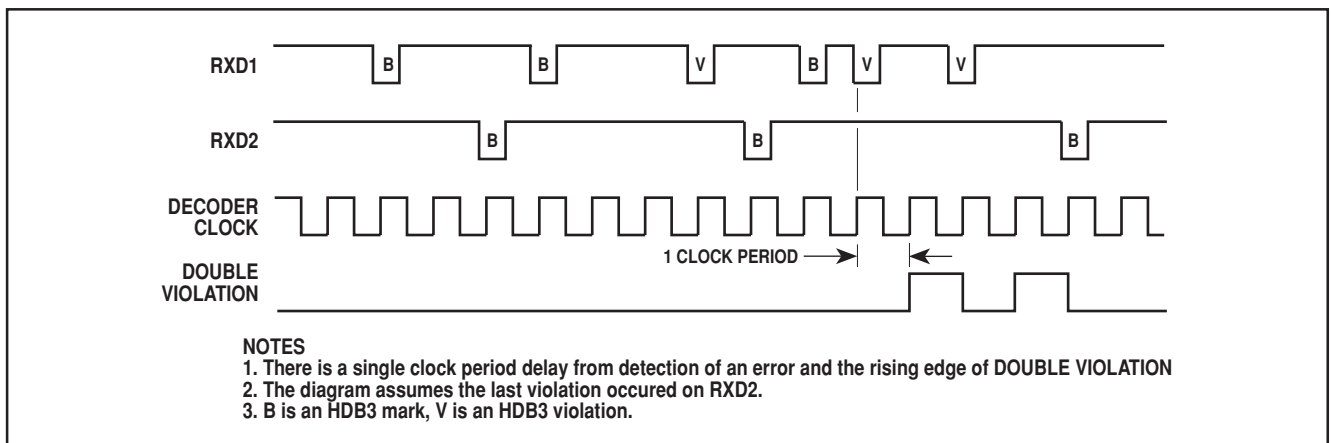 RXD1
B B V B V V
RXD2
B B B
DECODER
CLOCK
1 CLOCK PERIOD
DOUBLE
VIOLATION
NOTES
1. There is a single clock period delay from detection of an error and the rising edge of DOUBLE VIOLATION
2. The diagram assumes the last violation occured on RXD2.
3. B is an HDB3 mark, V is an HDB3 violation.